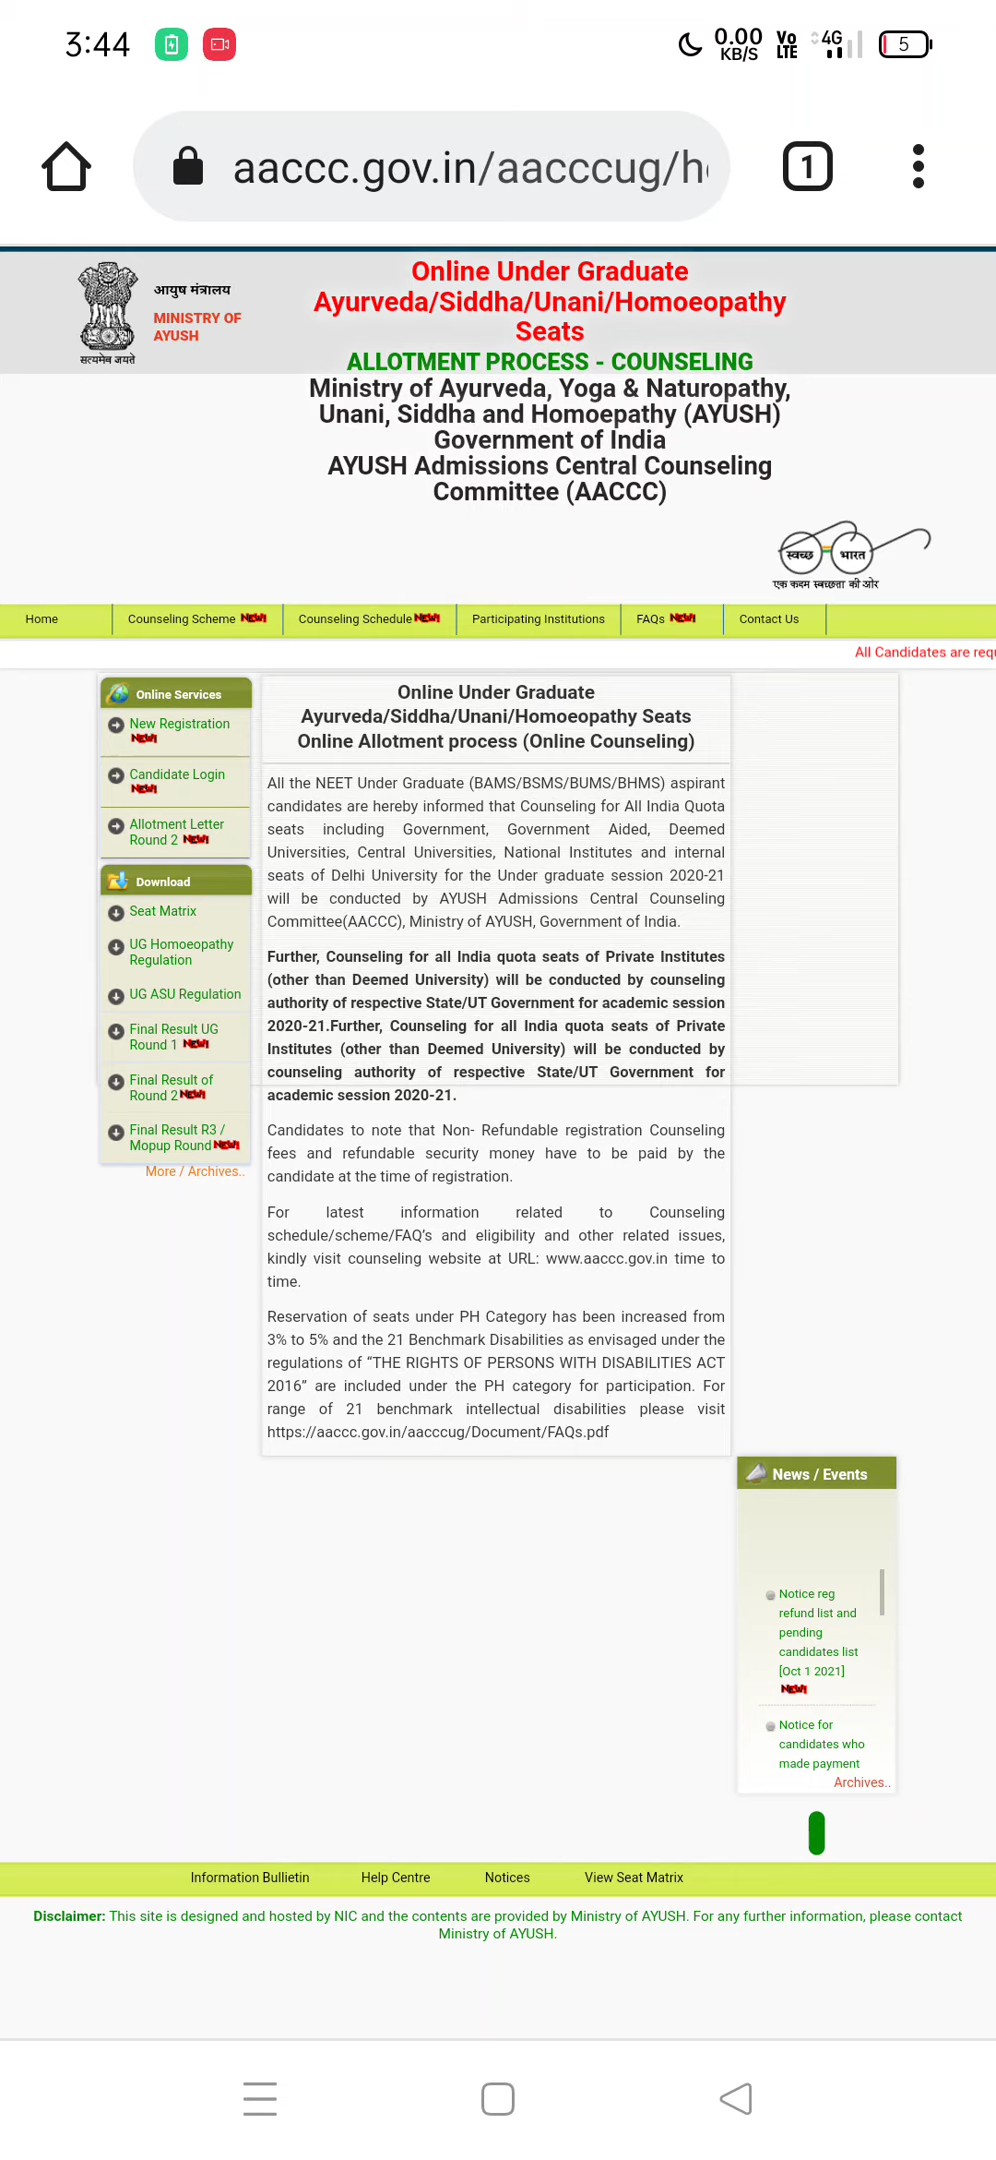 3:44
0.00
KB/S
Vo
LTE
4G
5
aaccc.gov.in/aacccug/h
1
सत्यमेव जयते
आयुष मंत्रालय
MINISTRY OF
AYUSH
Online Under Graduate
Ayurveda/Siddha/Unani/Homoeopathy
Seats
ALLOTMENT PROCESS - COUNSELING
Ministry of Ayurveda, Yoga & Naturopathy,
Unani, Siddha and Homoepathy (AYUSH)
Government of India
AYUSH Admissions Central Counseling
Committee (AACCC)
स्वच्छ भारत
एक कदम स्वच्छता की ओर
Home Counseling Scheme NEW! Counseling Schedule NEW! Participating Institutions FAQs NEW! Contact Us
All Candidates are requ
Online Services
New Registration
NEW!
Candidate Login
NEW!
Allotment Letter
Round 2 NEW!
Download
Seat Matrix
UG Homoeopathy
Regulation
UG ASU Regulation
Final Result UG
Round 1 NEW!
Final Result of
Round 2 NEW!
Final Result R3 /
Mopup Round NEW!
More / Archives..
Online Under Graduate
Ayurveda/Siddha/Unani/Homoeopathy Seats
Online Allotment process (Online Counseling)
All the NEET Under Graduate (BAMS/BSMS/BUMS/BHMS) aspirant
candidates are hereby informed that Counseling for All India Quota
seats including Government, Government Aided, Deemed
Universities, Central Universities, National Institutes and internal
seats of Delhi University for the Under graduate session 2020-21
will be conducted by AYUSH Admissions Central Counseling
Committee(AACCC), Ministry of AYUSH, Government of India.
Further, Counseling for all India quota seats of Private Institutes
(other than Deemed University) will be conducted by counseling
authority of respective State/UT Government for academic session
2020-21.Further, Counseling for all India quota seats of Private
Institutes (other than Deemed University) will be conducted by
counseling authority of respective State/UT Government for
academic session 2020-21.
Candidates to note that Non- Refundable registration Counseling
fees and refundable security money have to be paid by the
candidate at the time of registration.
For latest information related to Counseling
schedule/scheme/FAQ's and eligibility and other related issues,
kindly visit counseling website at URL: www.aaccc.gov.in time to
time.
Reservation of seats under PH Category has been increased from
3% to 5% and the 21 Benchmark Disabilities as envisaged under the
regulations of “THE RIGHTS OF PERSONS WITH DISABILITIES ACT
2016” are included under the PH category for participation. For
range of 21 benchmark intellectual disabilities please visit
https://aaccc.gov.in/aacccug/Document/FAQs.pdf
News / Events
Notice reg
refund list and
pending
candidates list
[Oct 1 2021]
NEW!
Notice for
candidates who
made payment
Archives..
Information Bullietin Help Centre Notices View Seat Matrix
Disclaimer: This site is designed and hosted by NIC and the contents are provided by Ministry of AYUSH. For any further information, please contact
Ministry of AYUSH.